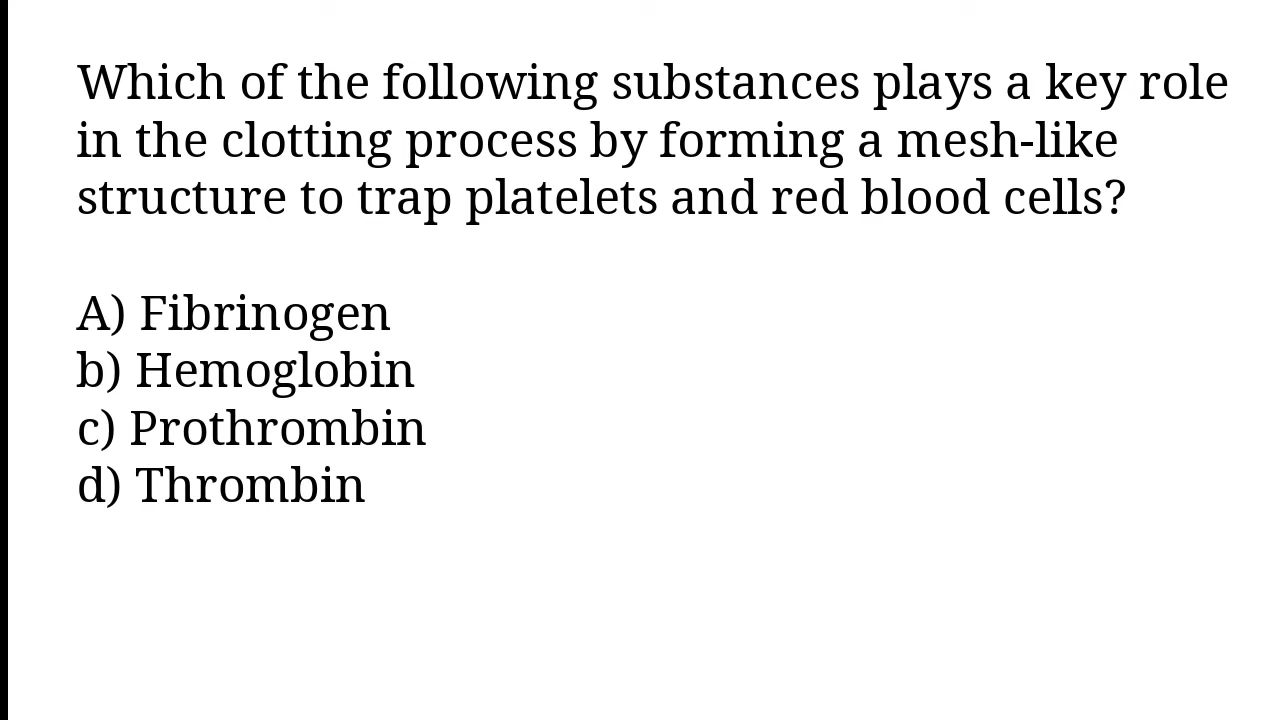 Which of the following substances plays a key role
in the clotting process by forming a mesh-like
structure to trap platelets and red blood cells?
A) Fibrinogen
b) Hemoglobin
c) Prothrombin
d) Thrombin